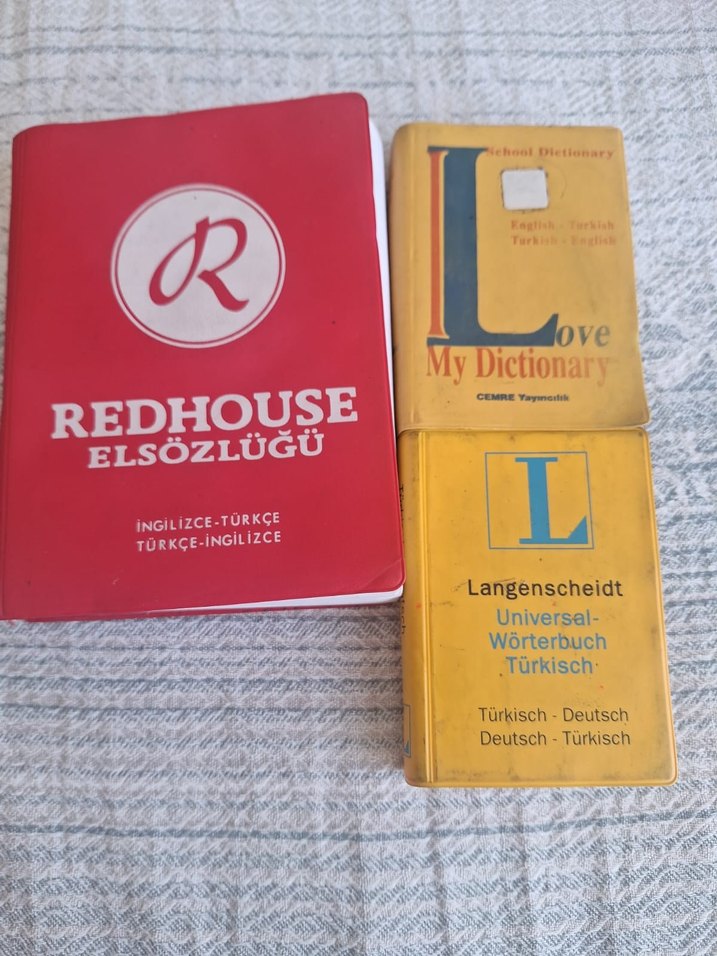 R
REDHOUSE
ELSÖZLÜĞÜ
İNGİLİZCE-TÜRKÇE
TÜRKÇE-İNGİLİZCE
School Dictionary
English - Turkish
Turkish - English
I Love
My Dictionary
CEMRE Yayıncılık
L
Langenscheidt
Universal-
Wörterbuch
Türkisch
Türkisch - Deutsch
Deutsch - Türkisch
L